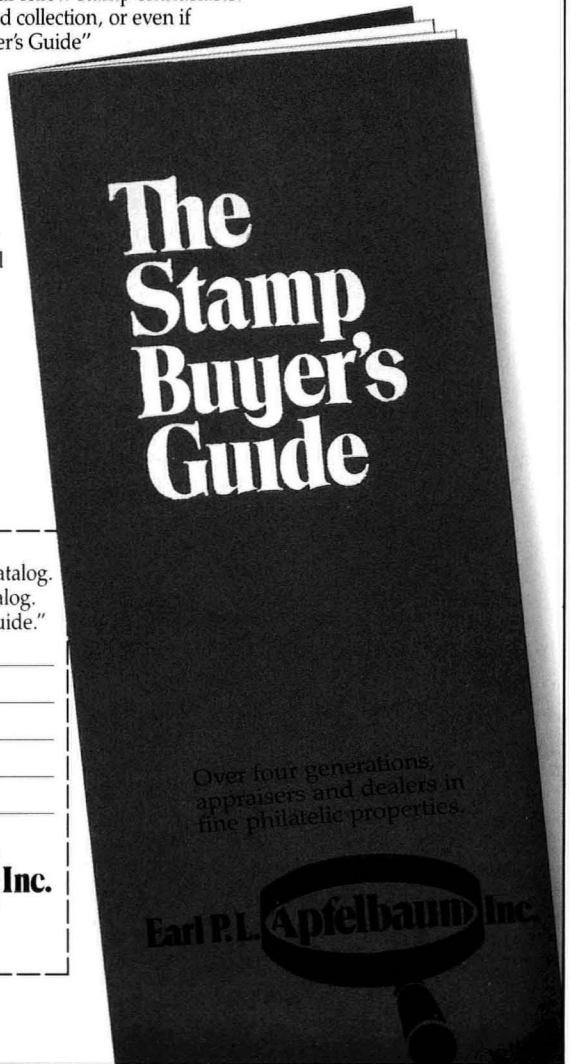 d collection, or even if
er's Guide"
The
Stamp
Buyer's
Guide
atalog.
alog.
uide."
Inc.
Over four generations,
appraisers and dealers in
fine philatelic properties.
Earl P.L. Apfelbaum, Inc.